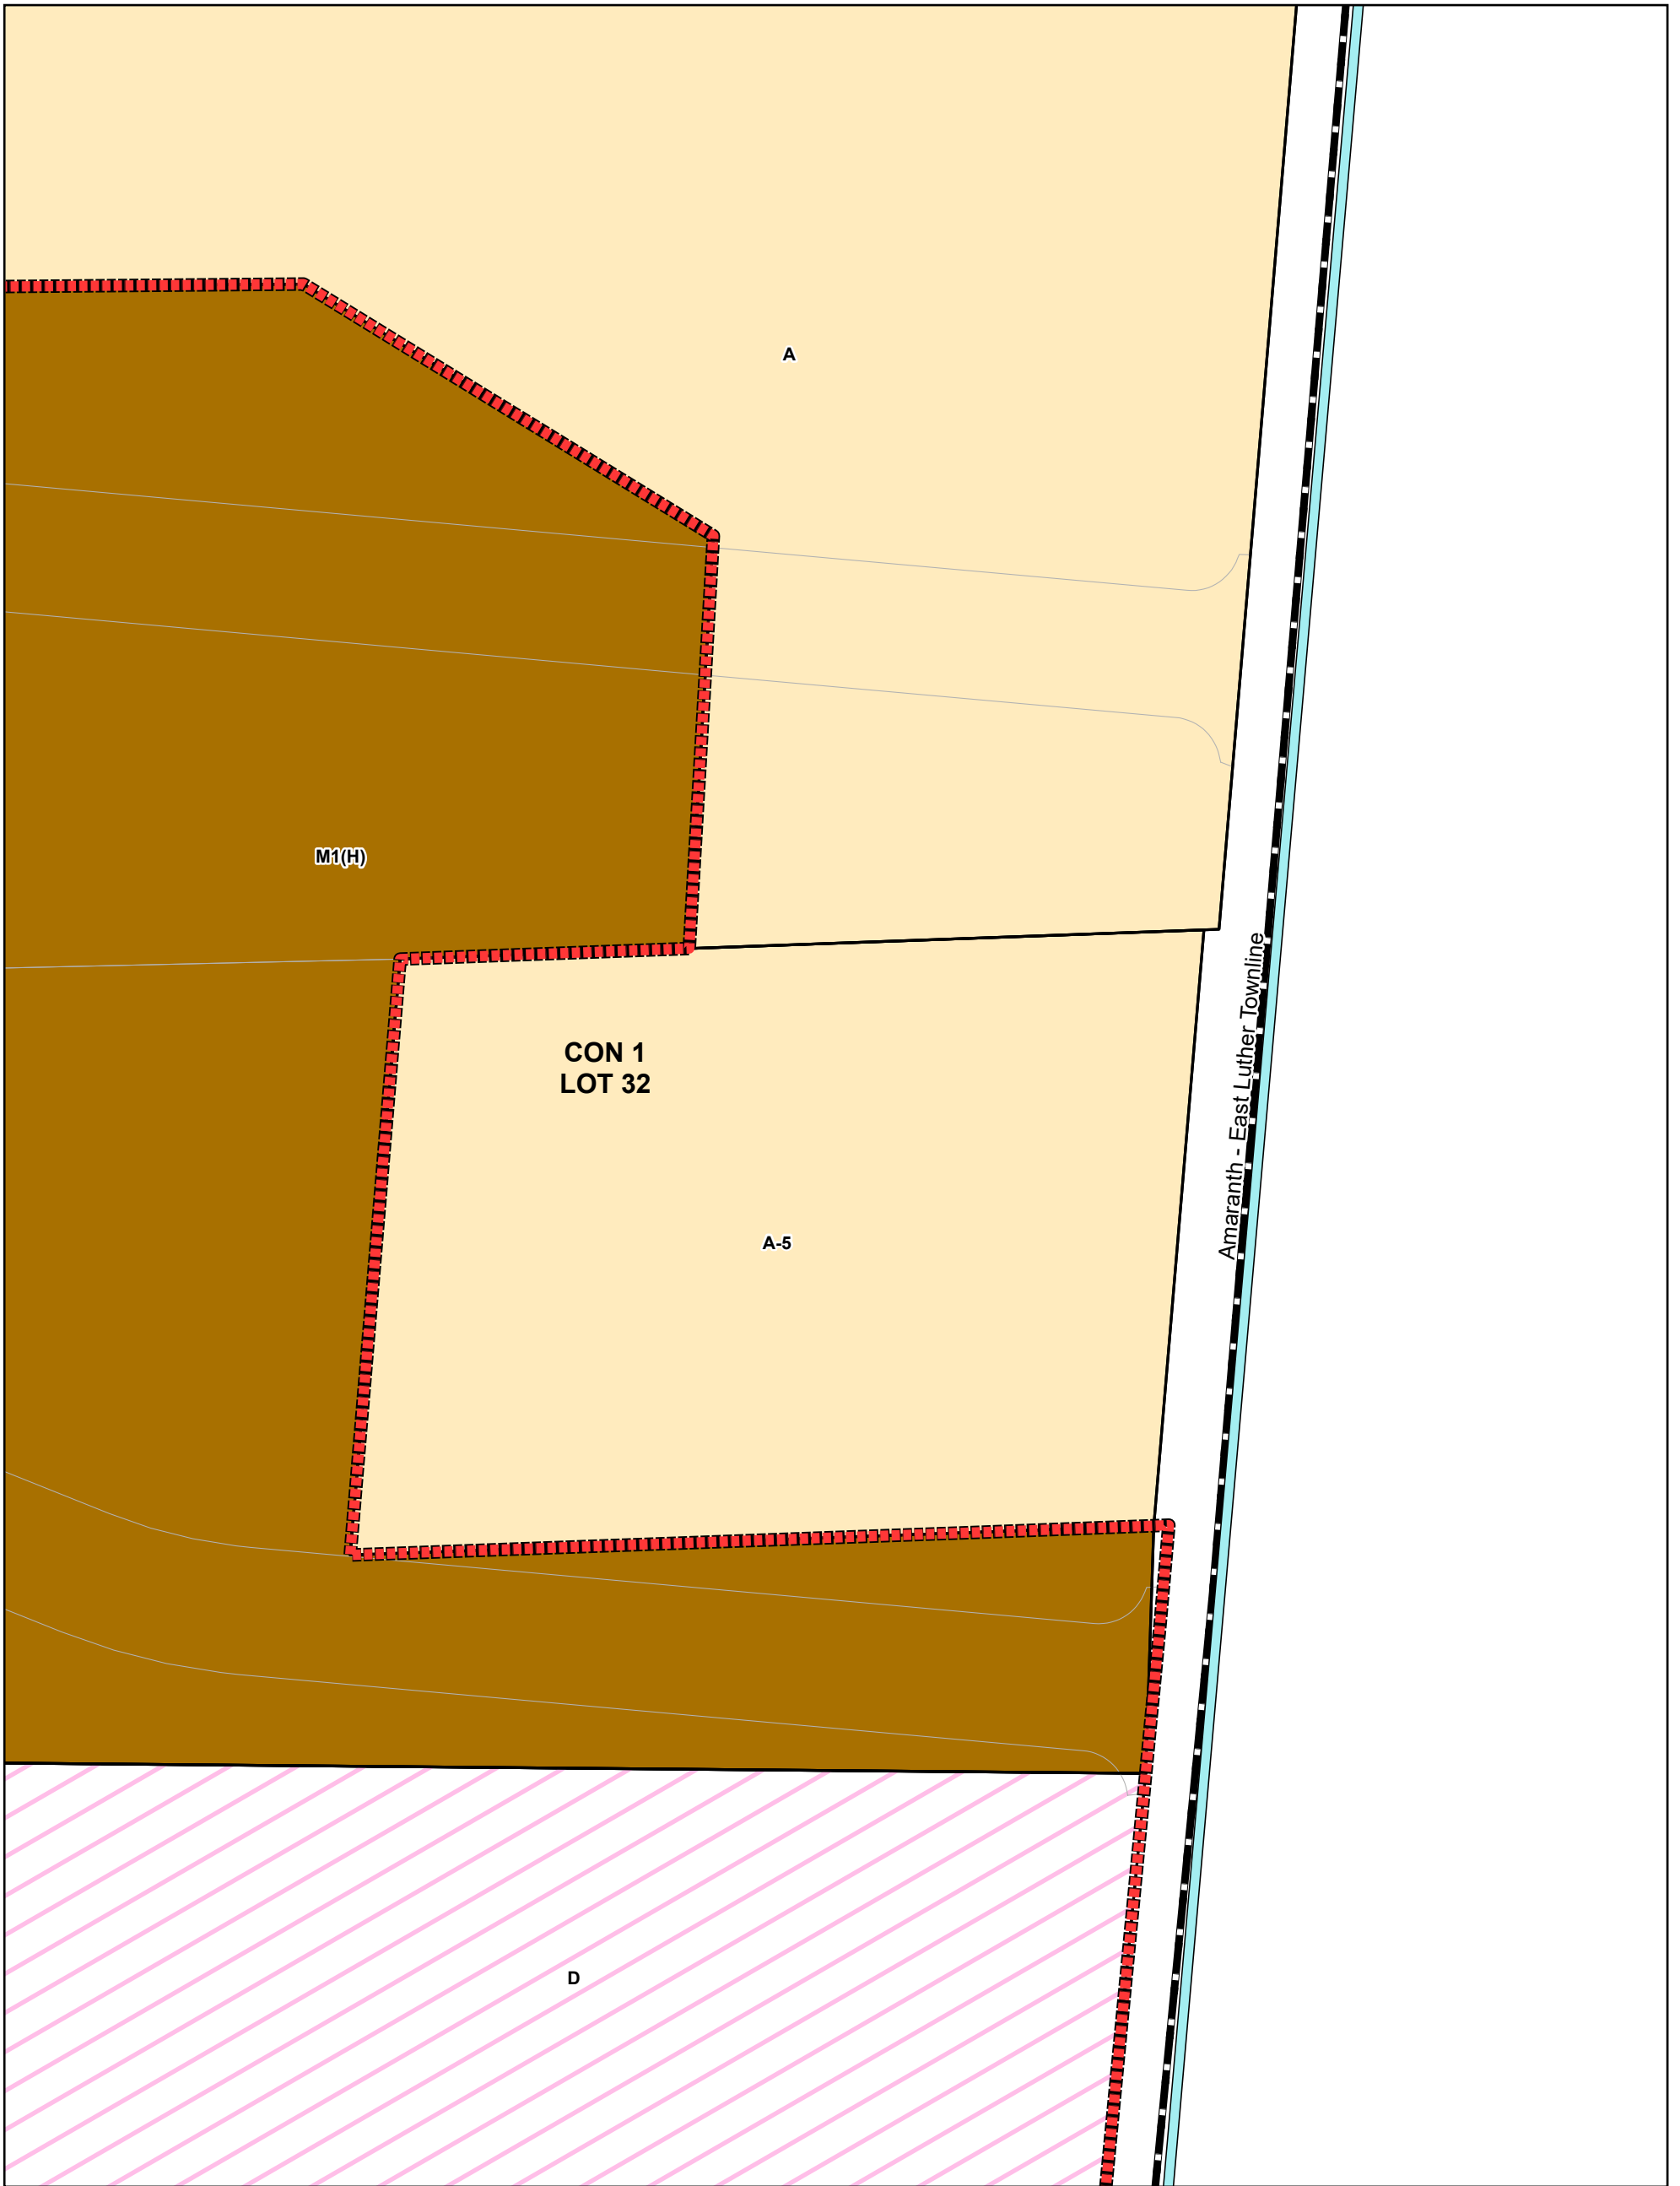 A
M1(H)
Amaranth - East Luther Townline
CON 1
LOT 32
A-5
D